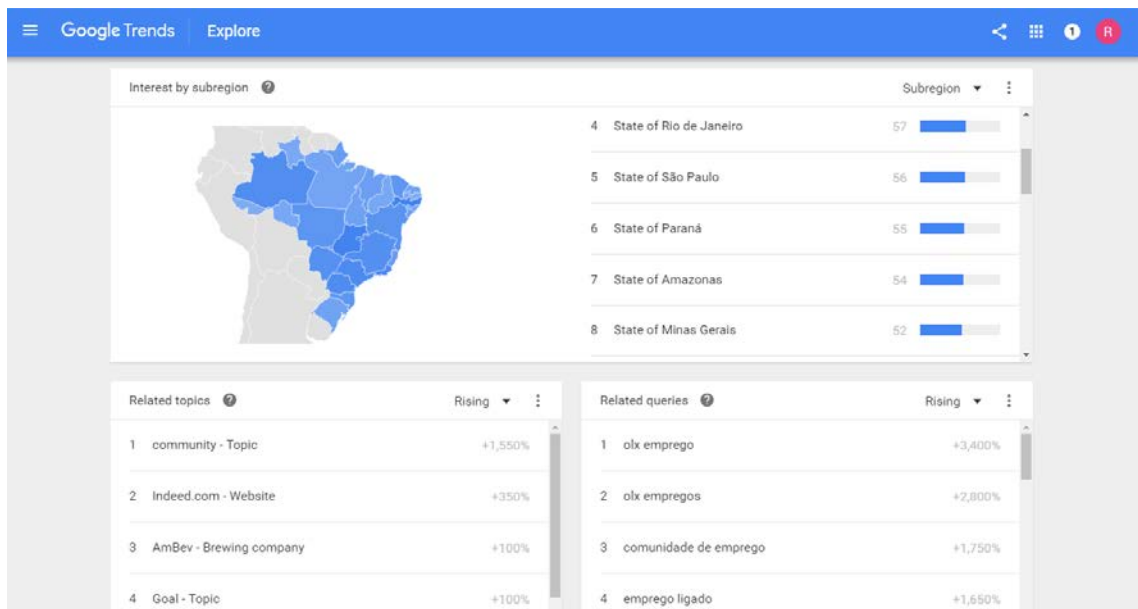 Google Trends Explore 1 R
Interest by subregion ? Subregion
4 State of Rio de Janeiro 57
5 State of São Paulo 56
6 State of Paraná 55
7 State of Amazonas 54
8 State of Minas Gerais 52
Related topics ? Rising
1 community - Topic +1,550%
2 Indeed.com - Website +350%
3 AmBev - Brewing company +100%
4 Goal - Topic +100%
Related queries ? Rising
1 olx emprego +3,400%
2 olx empregos +2,800%
3 comunidade de emprego +1,750%
4 emprego ligado +1,650%